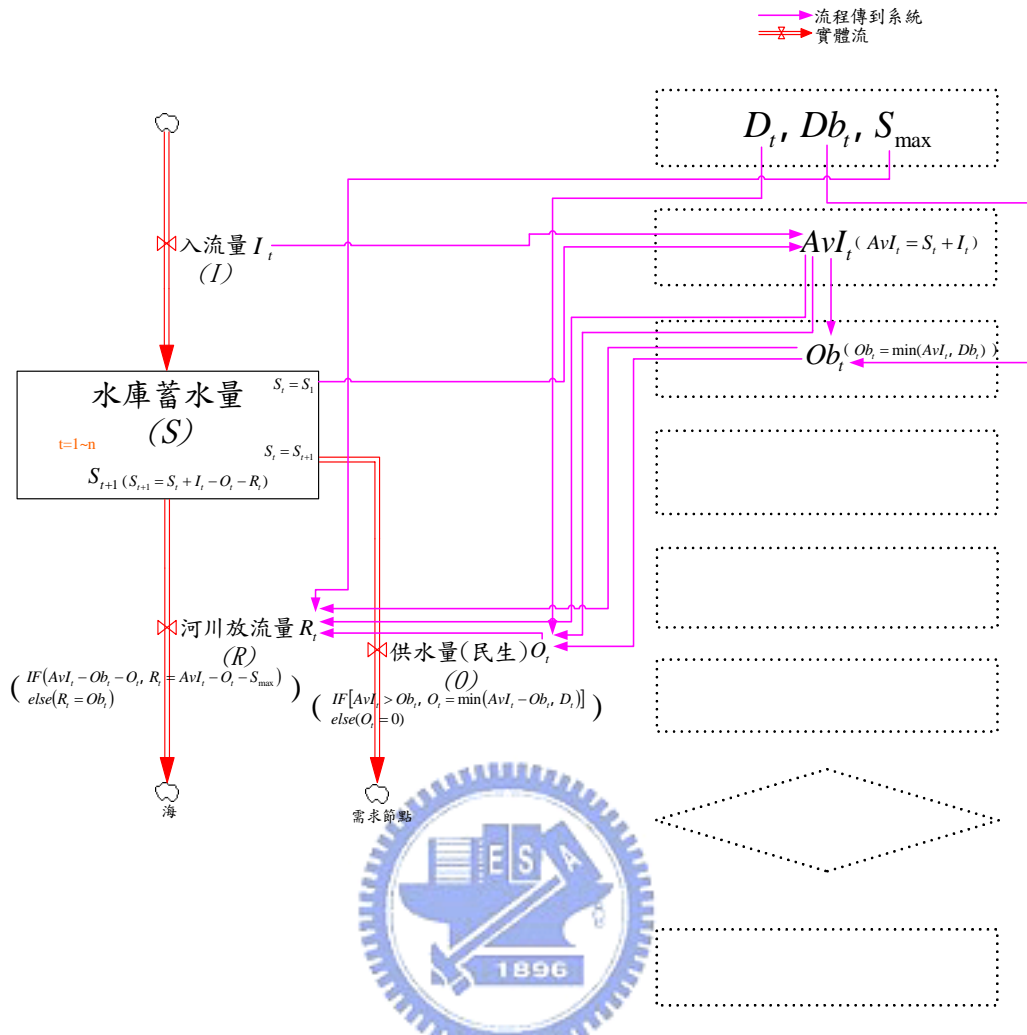 流程傳到系統
實體流
D_t, Db_t, S_max
入流量 I_t
(I)
AvI_t ( AvI_t = S_t + I_t )
Ob_t ( Ob_t = min(AvI_t, Db_t) )
水庫蓄水量
(S)
S_t = S_1
t=1~n
S_t = S_{t+1}
S_{t+1} (S_{t+1} = S_t + I_t − O_t − R_t)
河川放流量 R_t
(R)
( IF(AvI_t − Ob_t − O_t, R_t = AvI_t − O_t − S_max)
else(R_t = Ob_t) )
供水量(民生) O_t
(O)
( IF[AvI_t > Ob_t, O_t = min(AvI_t − Ob_t, D_t)]
else(O_t = 0) )
海
需求節點
E S A
1896